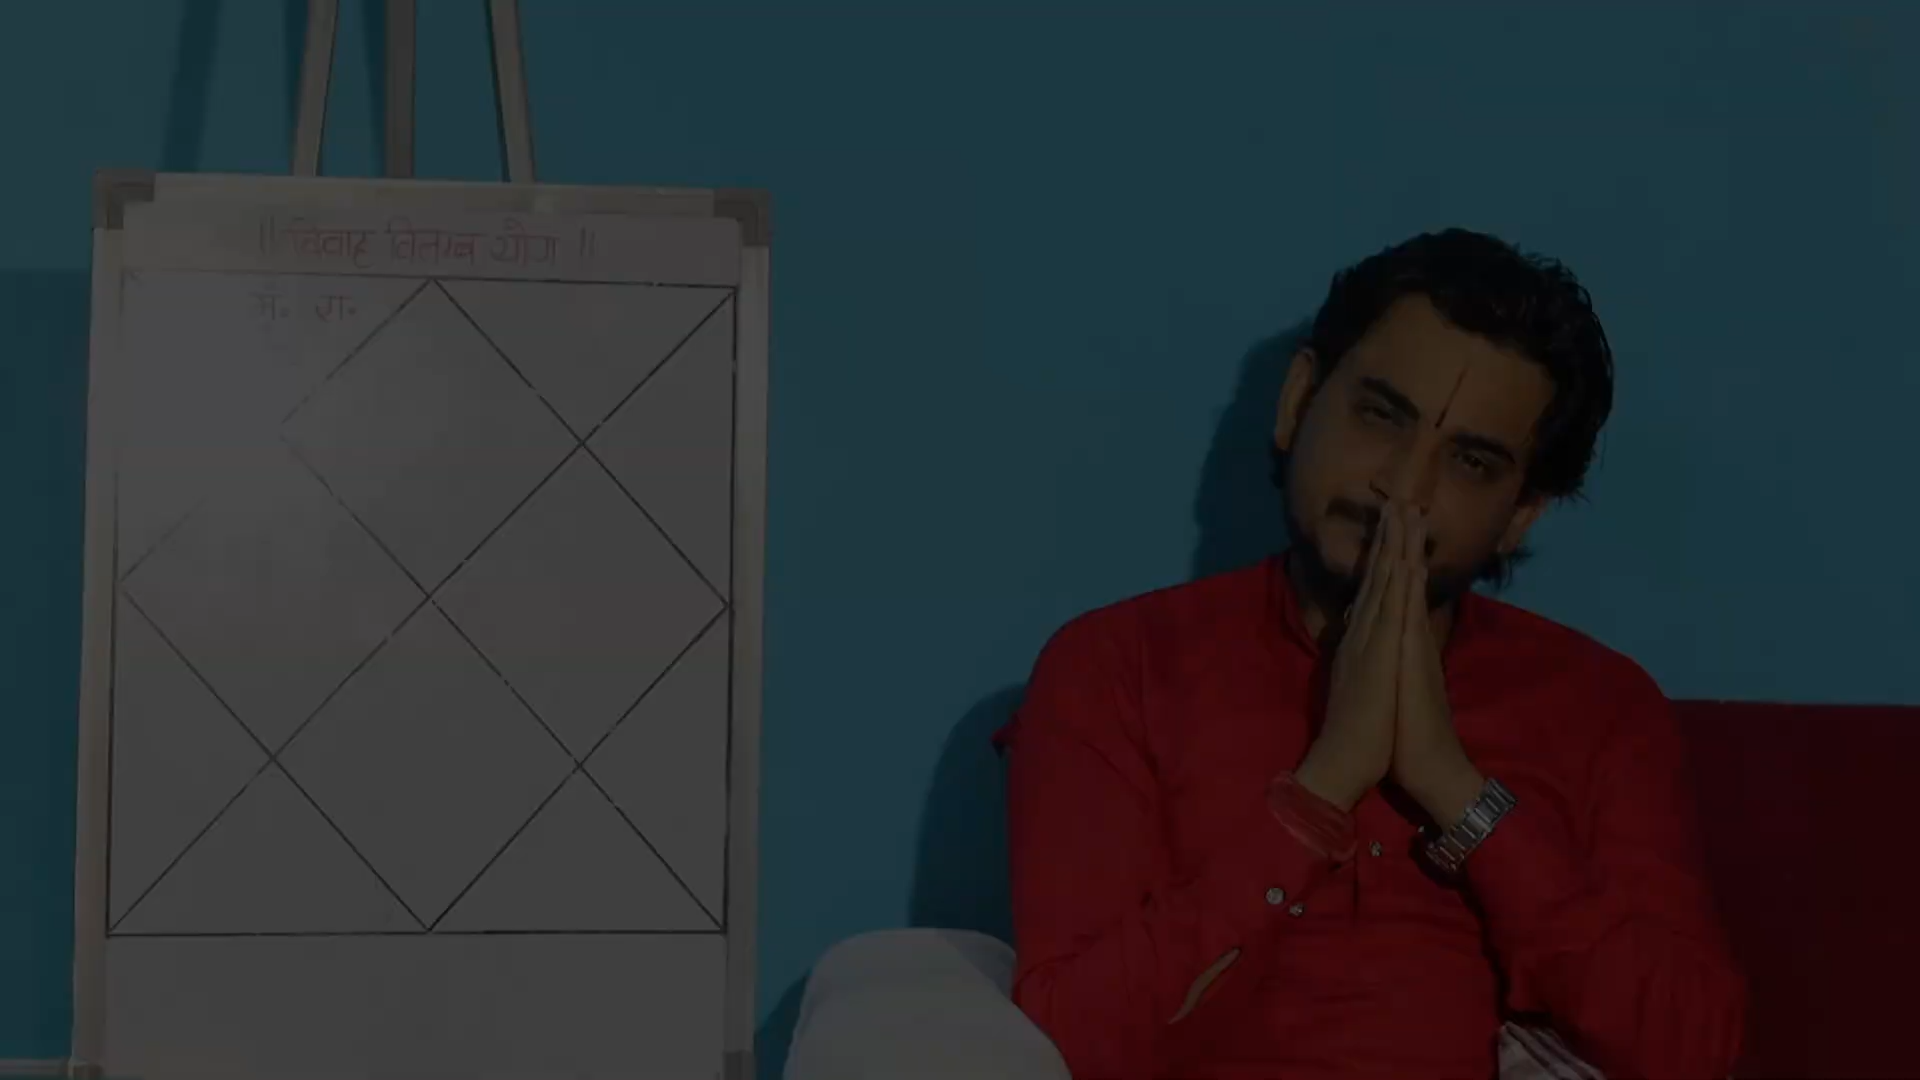 || विवाह विलम्ब योग ||
मं. रा.